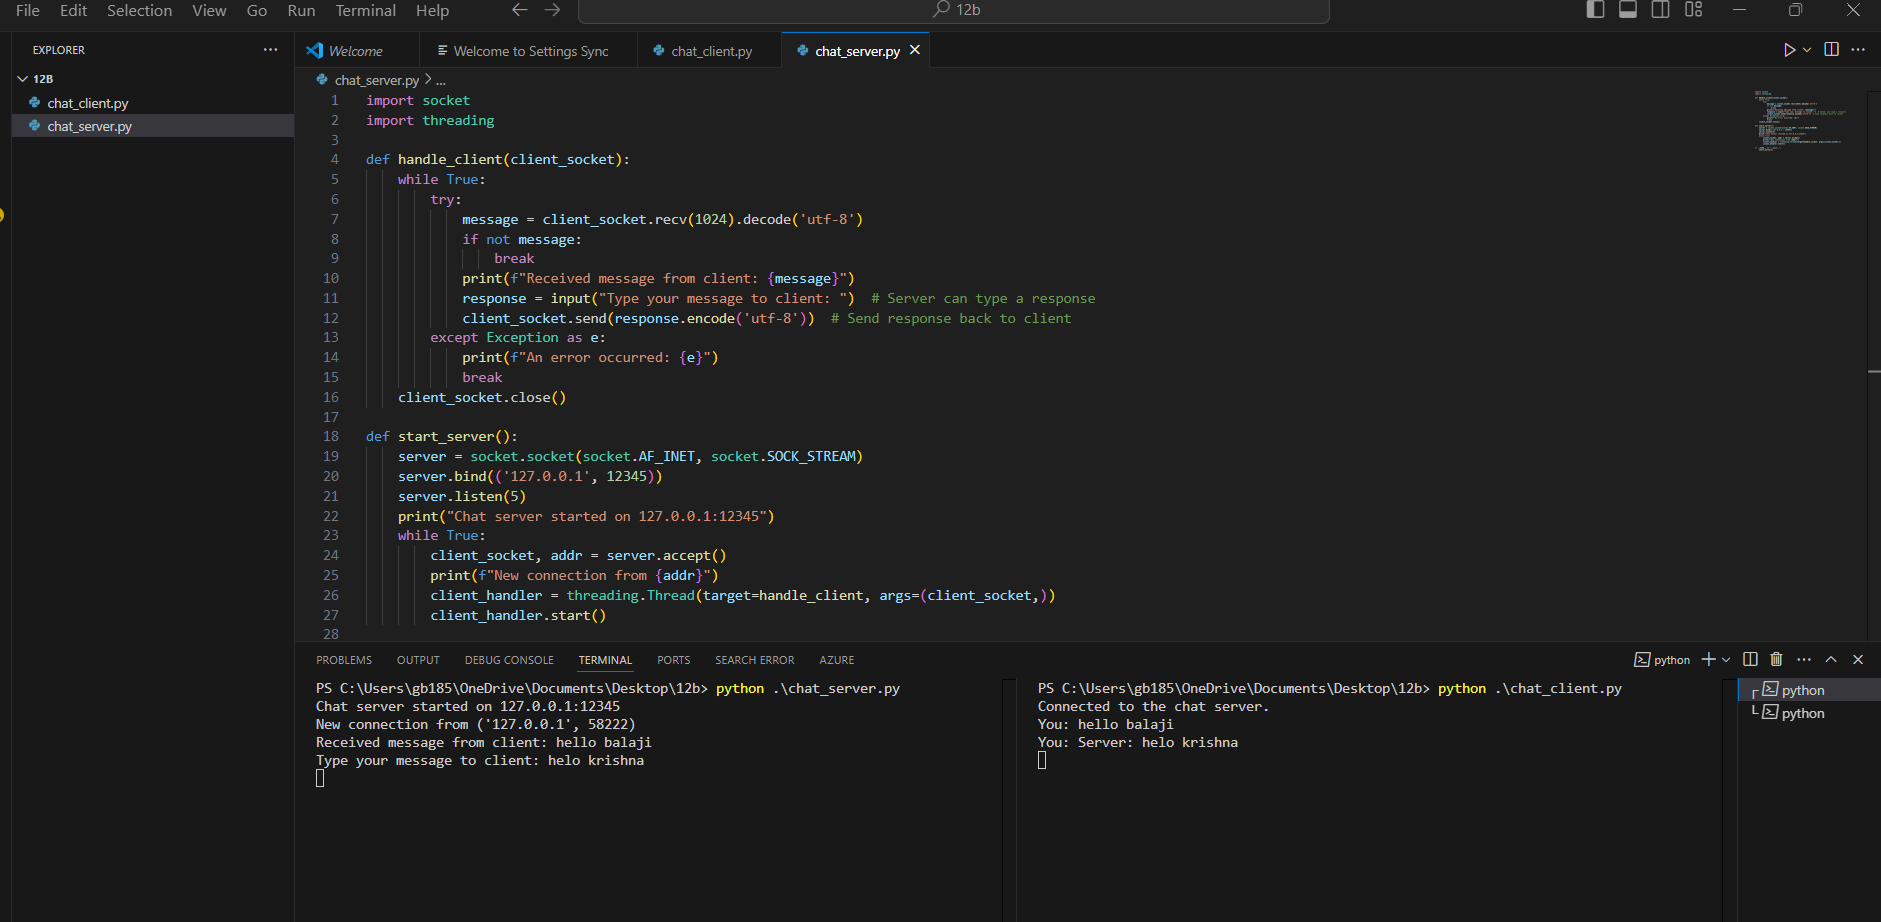 File Edit Selection View Go Run Terminal Help
12b
EXPLORER
12B
chat_client.py
chat_server.py
Welcome
Welcome to Settings Sync
chat_client.py
chat_server.py
chat_server.py > ...
1 import socket
2 import threading
3
4 def handle_client(client_socket):
5 while True:
6 try:
7 message = client_socket.recv(1024).decode('utf-8')
8 if not message:
9 break
10 print(f"Received message from client: {message}")
11 response = input("Type your message to client: ")  # Server can type a response
12 client_socket.send(response.encode('utf-8'))  # Send response back to client
13 except Exception as e:
14 print(f"An error occurred: {e}")
15 break
16 client_socket.close()
17
18 def start_server():
19 server = socket.socket(socket.AF_INET, socket.SOCK_STREAM)
20 server.bind(('127.0.0.1', 12345))
21 server.listen(5)
22 print("Chat server started on 127.0.0.1:12345")
23 while True:
24 client_socket, addr = server.accept()
25 print(f"New connection from {addr}")
26 client_handler = threading.Thread(target=handle_client, args=(client_socket,))
27 client_handler.start()
28
PROBLEMS OUTPUT DEBUG CONSOLE TERMINAL PORTS SEARCH ERROR AZURE
python
PS C:\Users\gb185\OneDrive\Documents\Desktop\12b> python .\chat_server.py
Chat server started on 127.0.0.1:12345
New connection from ('127.0.0.1', 58222)
Received message from client: hello balaji
Type your message to client: helo krishna
PS C:\Users\gb185\OneDrive\Documents\Desktop\12b> python .\chat_client.py
Connected to the chat server.
You: hello balaji
You: Server: helo krishna
python
python